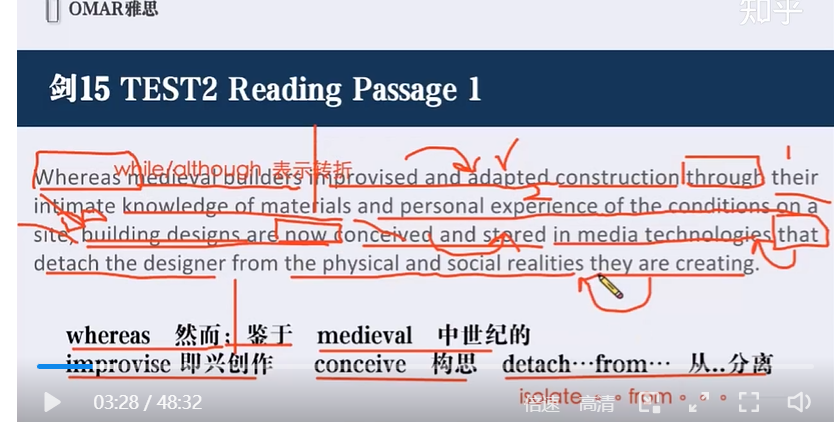 OMAR雅思
知乎
剑15 TEST2 Reading Passage 1
while/although 表示转折
Whereas medieval builders improvised and adapted construction through their
intimate knowledge of materials and personal experience of the conditions on a
site, building designs are now conceived and stored in media technologies that
detach the designer from the physical and social realities they are creating.
whereas 然而；鉴于 medieval 中世纪的
improvise 即兴创作 conceive 构思 detach…from… 从..分离
isolate。。from。。。
03:28 / 48:32
倍速 高清